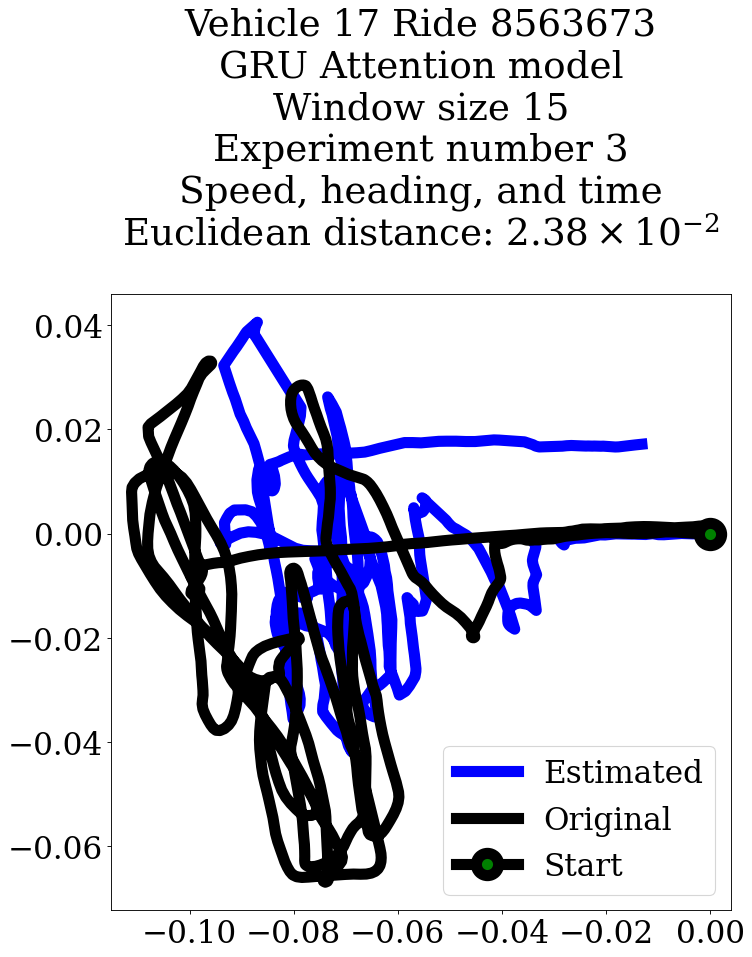 Vehicle 17 Ride 8563673
GRU Attention model
Window size 15
Experiment number 3
Speed, heading, and time
Euclidean distance: 2.38 × 10⁻²
0.04
0.02
0.00
−0.02
−0.04
−0.06
Estimated
Original
Start
−0.10 −0.08 −0.06 −0.04 −0.02 0.00